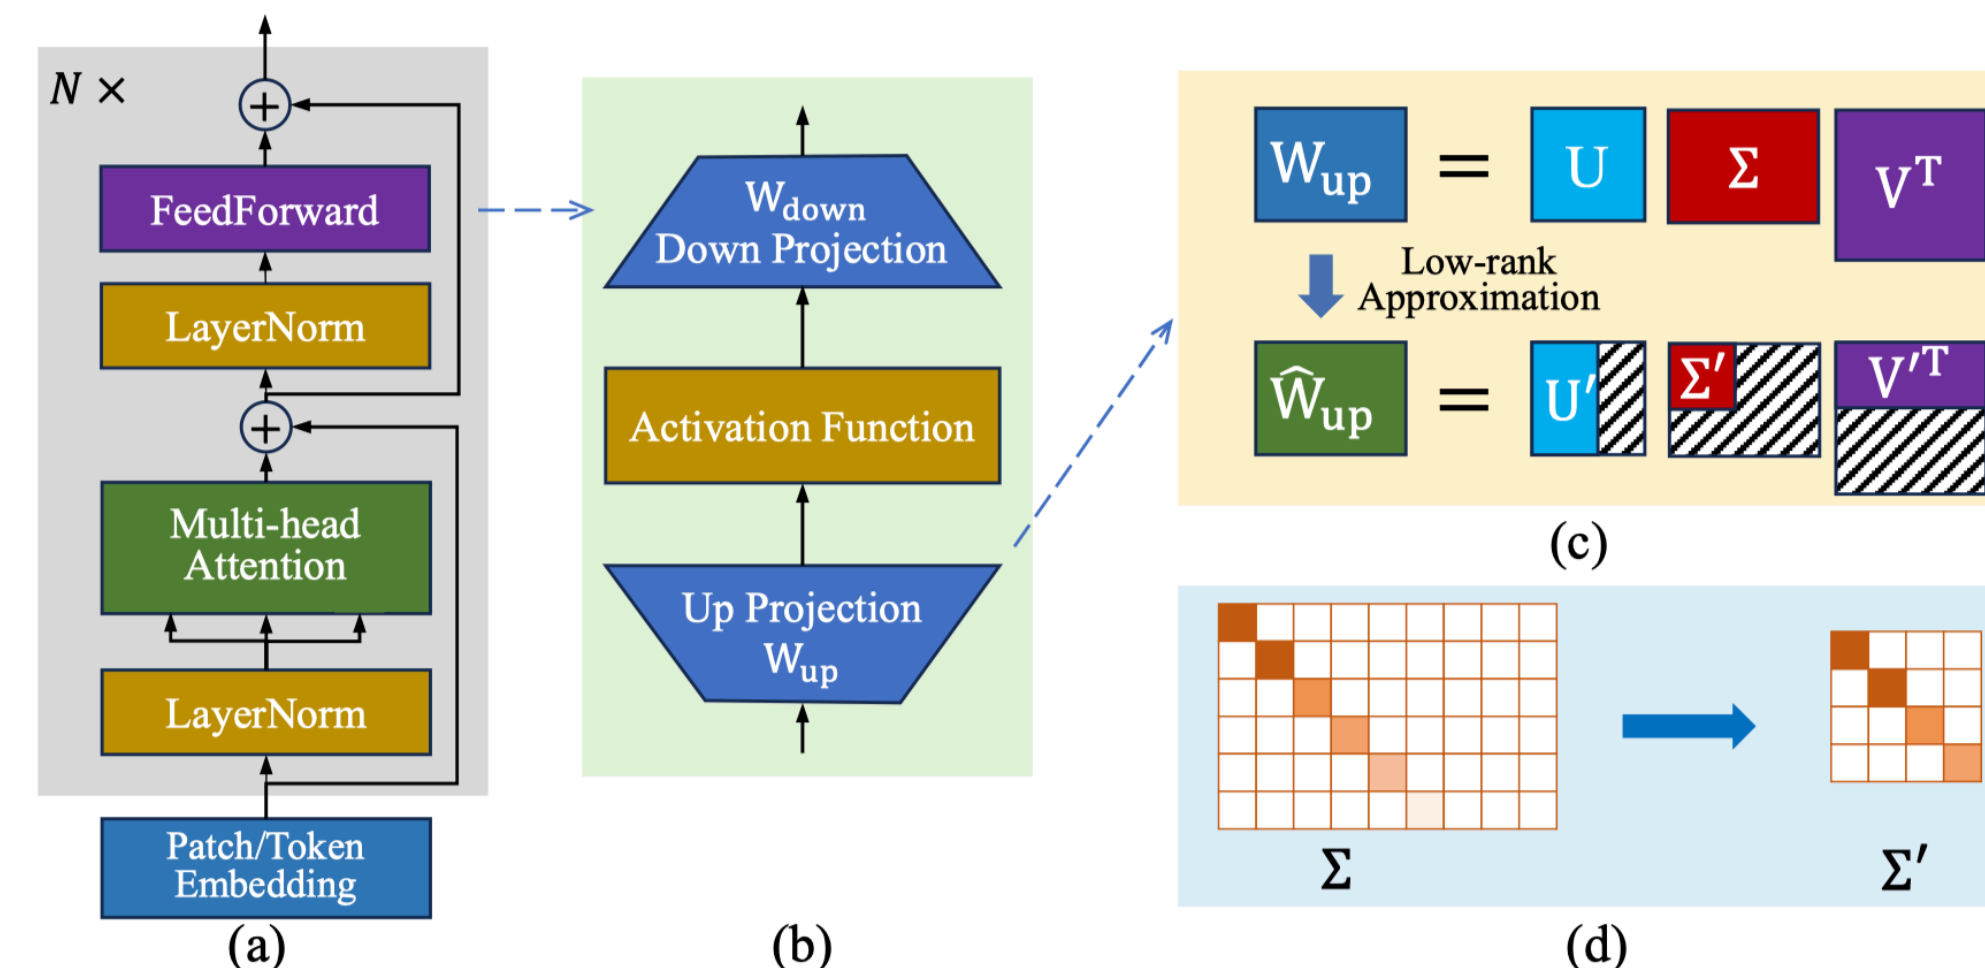 N ×
+
FeedForward
LayerNorm
+
Multi-head
Attention
LayerNorm
Patch/Token
Embedding
(a)
W_down
Down Projection
Activation Function
Up Projection
W_up
(b)
W_up = U Σ V^T
Low-rank
Approximation
Ŵ_up = U′ Σ′ V′^T
(c)
Σ
Σ′
(d)